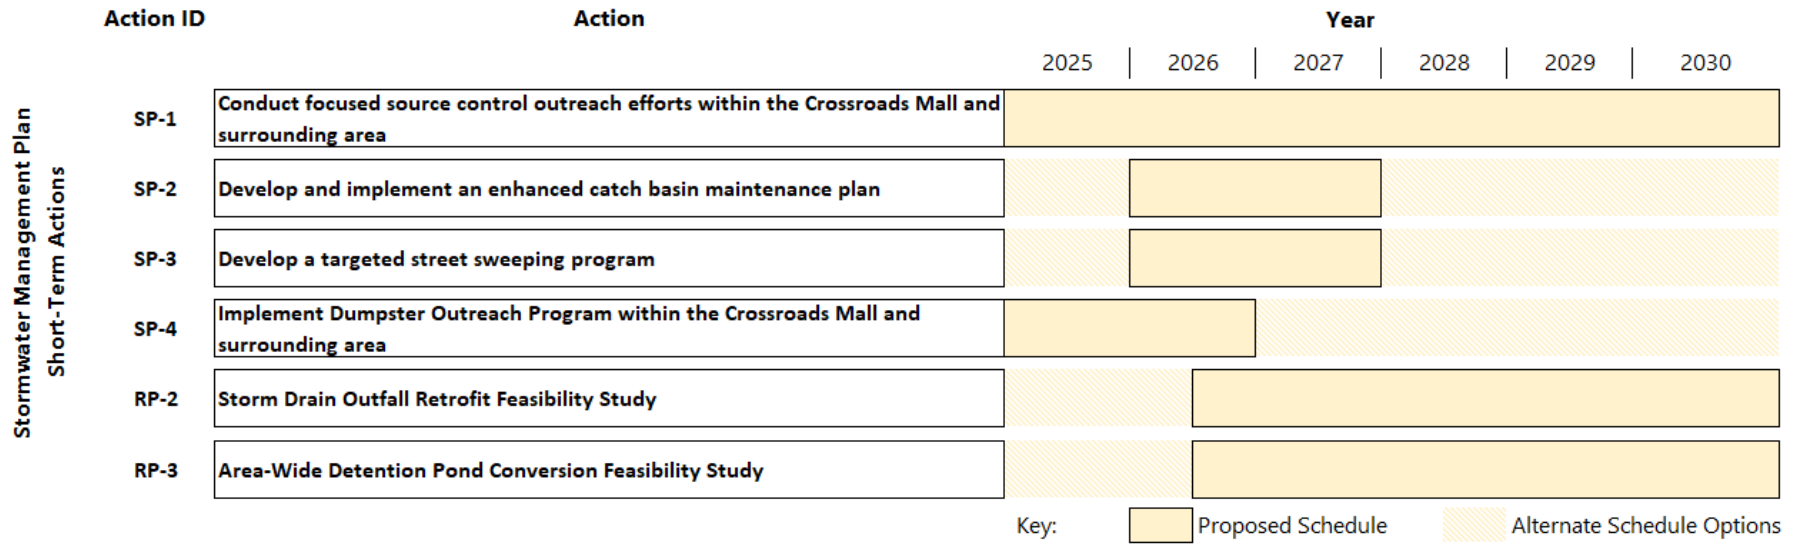 Action ID Action Year
2025 2026 2027 2028 2029 2030
Stormwater Management Plan
Short-Term Actions
SP-1 Conduct focused source control outreach efforts within the Crossroads Mall and
surrounding area
SP-2 Develop and implement an enhanced catch basin maintenance plan
SP-3 Develop a targeted street sweeping program
SP-4 Implement Dumpster Outreach Program within the Crossroads Mall and
surrounding area
RP-2 Storm Drain Outfall Retrofit Feasibility Study
RP-3 Area-Wide Detention Pond Conversion Feasibility Study
Key: Proposed Schedule Alternate Schedule Options